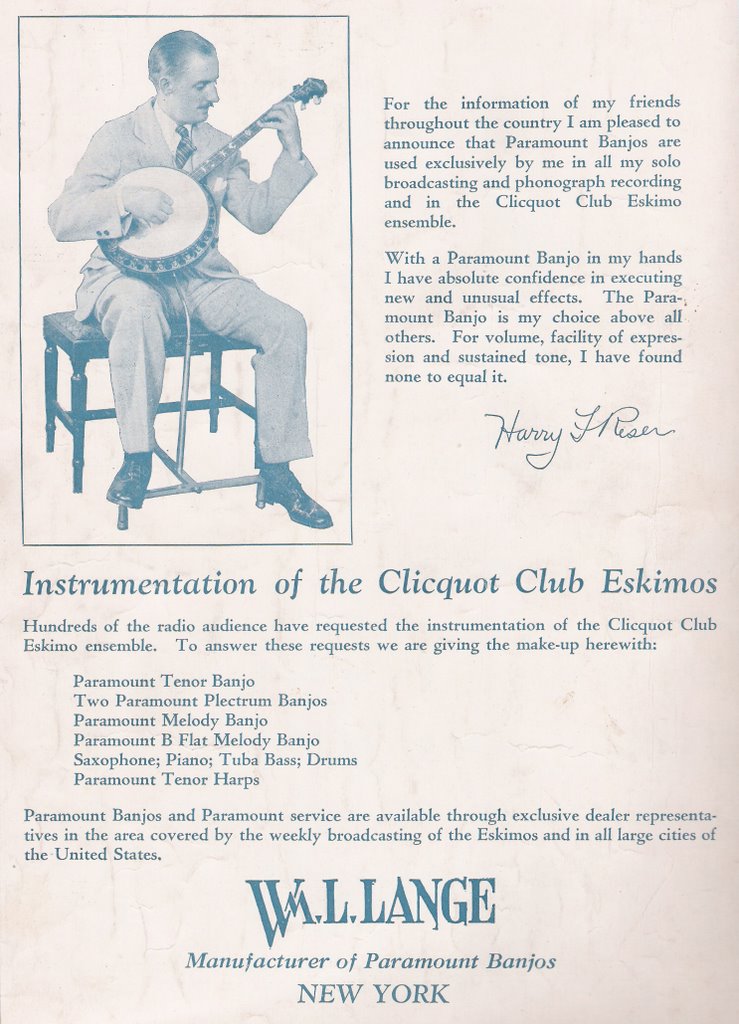 For the information of my friends
throughout the country I am pleased to
announce that Paramount Banjos are
used exclusively by me in all my solo
broadcasting and phonograph recording
and in the Clicquot Club Eskimo
ensemble.
With a Paramount Banjo in my hands
I have absolute confidence in executing
new and unusual effects. The Para-
mount Banjo is my choice above all
others. For volume, facility of expres-
sion and sustained tone, I have found
none to equal it.
Harry F Reser
Instrumentation of the Clicquot Club Eskimos
Hundreds of the radio audience have requested the instrumentation of the Clicquot Club
Eskimo ensemble. To answer these requests we are giving the make-up herewith:
Paramount Tenor Banjo
Two Paramount Plectrum Banjos
Paramount Melody Banjo
Paramount B Flat Melody Banjo
Saxophone; Piano; Tuba Bass; Drums
Paramount Tenor Harps
Paramount Banjos and Paramount service are available through exclusive dealer representa-
tives in the area covered by the weekly broadcasting of the Eskimos and in all large cities of
the United States.
WM. L. LANGE
Manufacturer of Paramount Banjos
NEW YORK